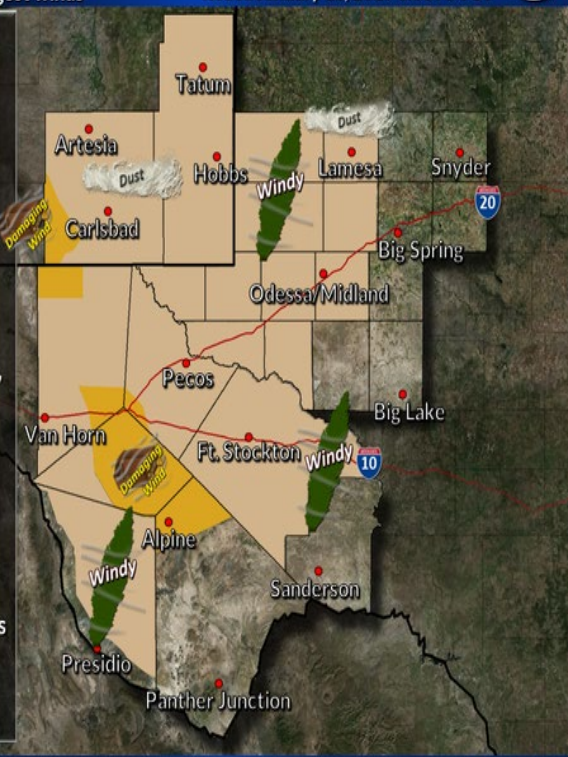 Tatum
Dust
Artesia
Lamesa
Snyder
Dust
Hobbs
Windy
20
Damaging
Wind
Carlsbad
Big Spring
Odessa/Midland
Pecos
Big Lake
Van Horn
Ft. Stockton
Windy
10
Damaging
Wind
Alpine
Windy
Sanderson
Presidio
Panther Junction
s